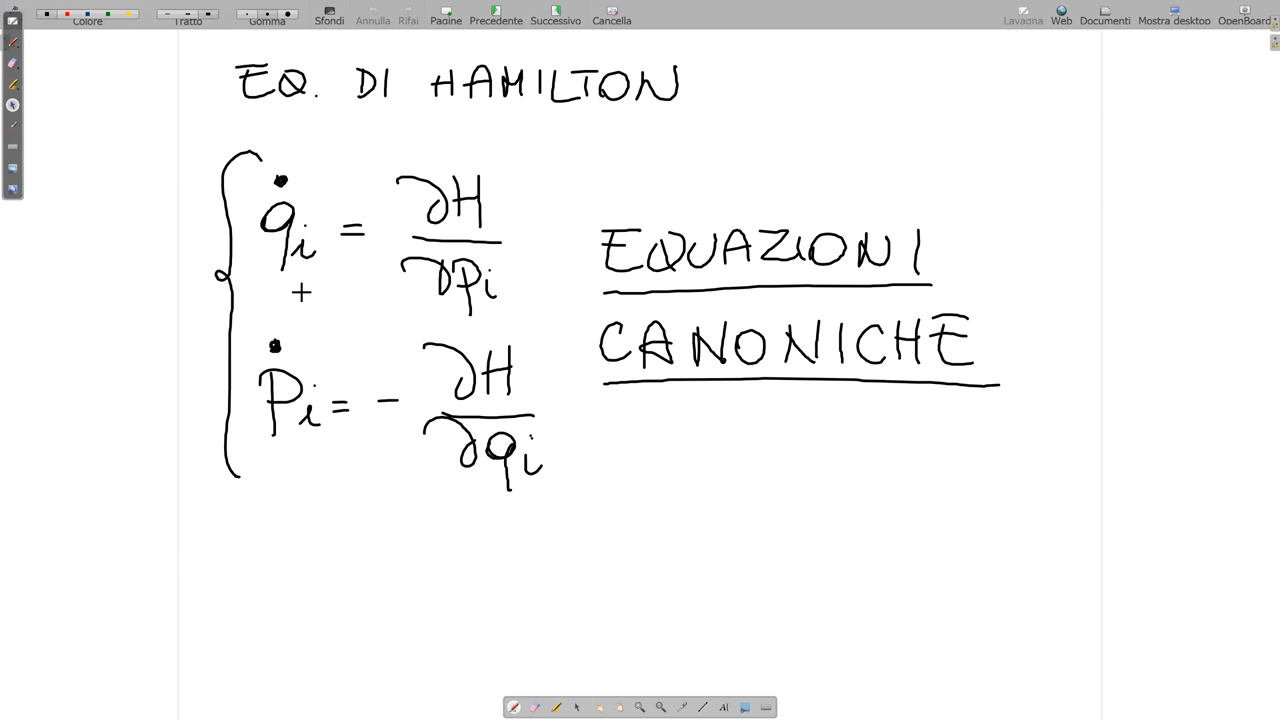 Colore Tratto Gomma Sfondi Annulla Rifai Pagine Precedente Successivo Cancella Lavagna Web Documenti Mostra desktop OpenBoard
EQ. DI HAMILTON
q̇i = ∂H/∂pi
EQUAZIONI
CANONICHE
ṗi = - ∂H/∂qi